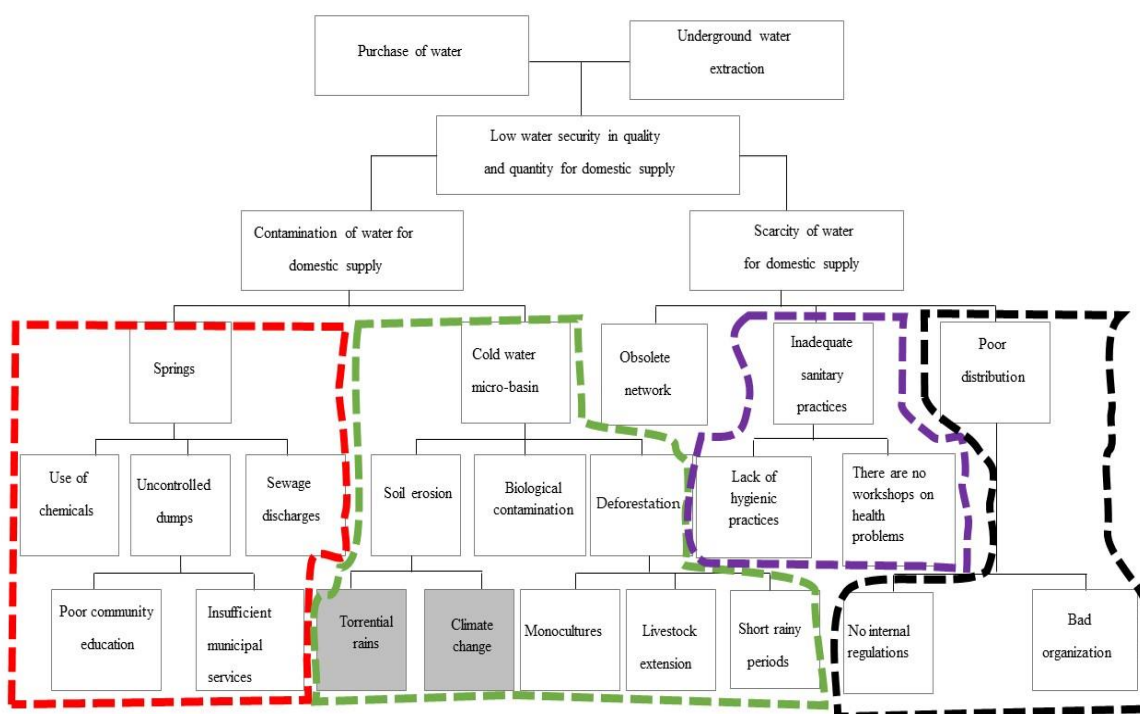 Purchase of water
Underground water
extraction
Low water security in quality
and quantity for domestic supply
Contamination of water for
domestic supply
Scarcity of water
for domestic supply
Springs
Cold water
micro-basin
Obsolete
network
Inadequate
sanitary
practices
Poor
distribution
Use of
chemicals
Uncontrolled
dumps
Sewage
discharges
Soil erosion
Biological
contamination
Deforestation
Lack of
hygienic
practices
There are no
workshops on
health
problems
Poor community
education
Insufficient
municipal
services
Torrential
rains
Climate
change
Monocultures
Livestock
extension
Short rainy
periods
No internal
regulations
Bad
organization